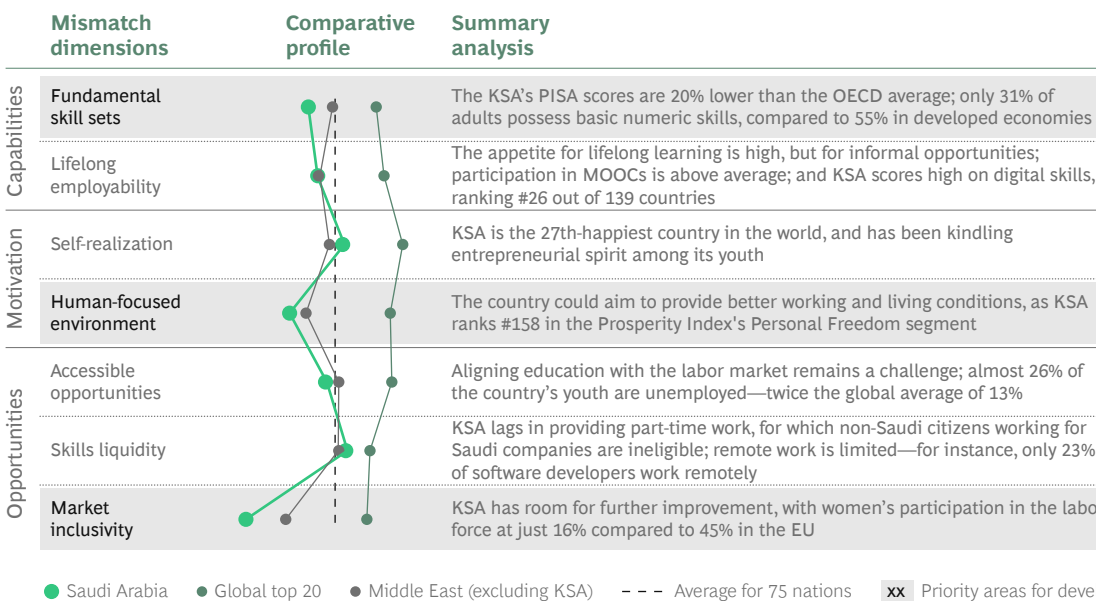 Mismatch dimensions
Comparative profile
Summary analysis
Capabilities
Fundamental
skill sets
The KSA's PISA scores are 20% lower than the OECD average; only 31% of
adults possess basic numeric skills, compared to 55% in developed economies
Lifelong
employability
The appetite for lifelong learning is high, but for informal opportunities;
participation in MOOCs is above average; and KSA scores high on digital skills,
ranking #26 out of 139 countries
Motivation
Self-realization
KSA is the 27th-happiest country in the world, and has been kindling
entrepreneurial spirit among its youth
Human-focused
environment
The country could aim to provide better working and living conditions, as KSA
ranks #158 in the Prosperity Index's Personal Freedom segment
Opportunities
Accessible
opportunities
Aligning education with the labor market remains a challenge; almost 26% of
the country's youth are unemployed—twice the global average of 13%
Skills liquidity
KSA lags in providing part-time work, for which non-Saudi citizens working for
Saudi companies are ineligible; remote work is limited—for instance, only 23%
of software developers work remotely
Market
inclusivity
KSA has room for further improvement, with women's participation in the labo
force at just 16% compared to 45% in the EU
Saudi Arabia
Global top 20
Middle East (excluding KSA)
Average for 75 nations
xx Priority areas for deve